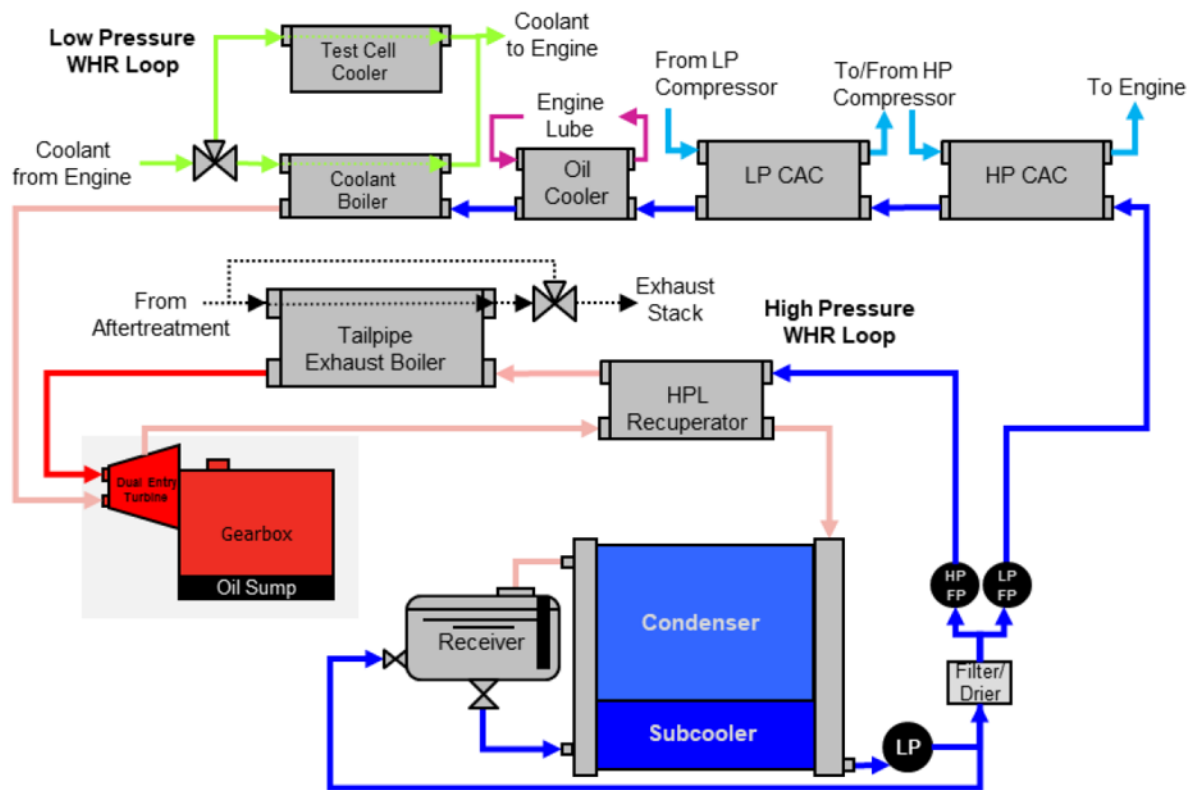 Low Pressure
WHR Loop
Test Cell
Cooler
Coolant
to Engine
From LP
Compressor
To/From HP
Compressor
To Engine
Engine
Lube
Coolant
from Engine
Coolant
Boiler
Oil
Cooler
LP CAC
HP CAC
From
Aftertreatment
Tailpipe
Exhaust Boiler
Exhaust
Stack
High Pressure
WHR Loop
HPL
Recuperator
Dual Entry
Turbine
Gearbox
Oil Sump
Receiver
Condenser
Subcooler
HP
FP
LP
FP
Filter/
Drier
LP